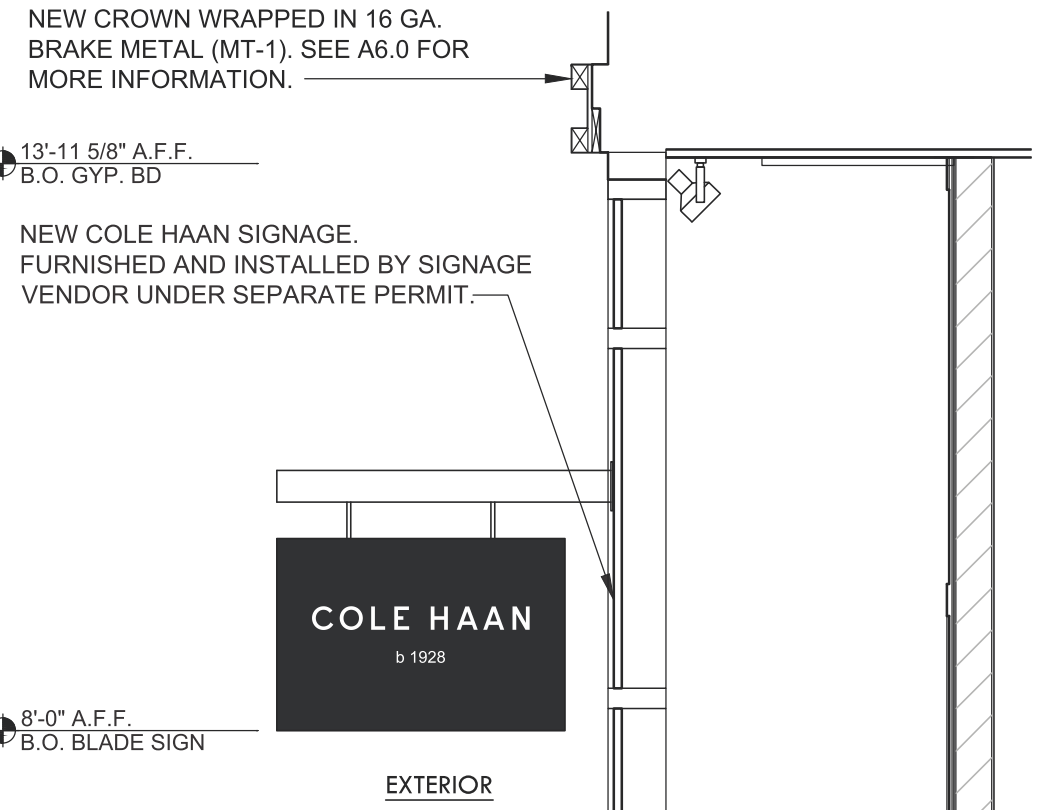 NEW CROWN WRAPPED IN 16 GA.
BRAKE METAL (MT-1). SEE A6.0 FOR
MORE INFORMATION.
13'-11 5/8" A.F.F.
B.O. GYP. BD
NEW COLE HAAN SIGNAGE.
FURNISHED AND INSTALLED BY SIGNAGE
VENDOR UNDER SEPARATE PERMIT.
COLE HAAN
b 1928
8'-0" A.F.F.
B.O. BLADE SIGN
EXTERIOR